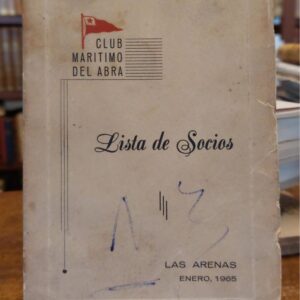 CLUB
MARITIMO
DEL ABRA
Lista de Socios
LAS ARENAS
ENERO, 1965